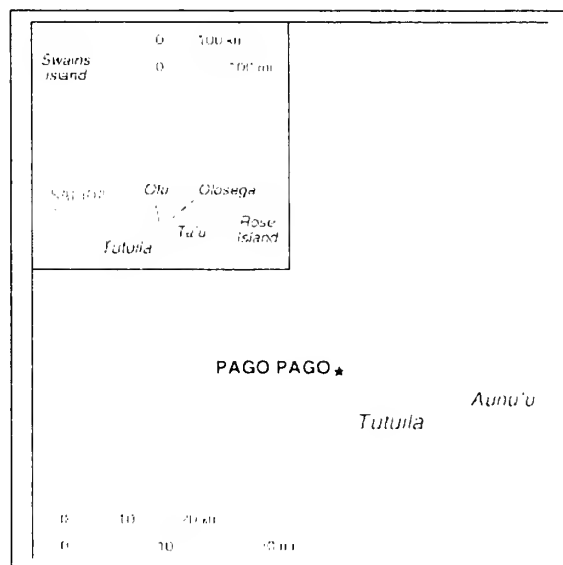 0 100 km
Swains
Island
0 100 mi
Ofu Olosega
Rose
Island
Ta'u
Tutuila
PAGO PAGO
Aunu'u
Tutuila
0 10 20 km
0 10